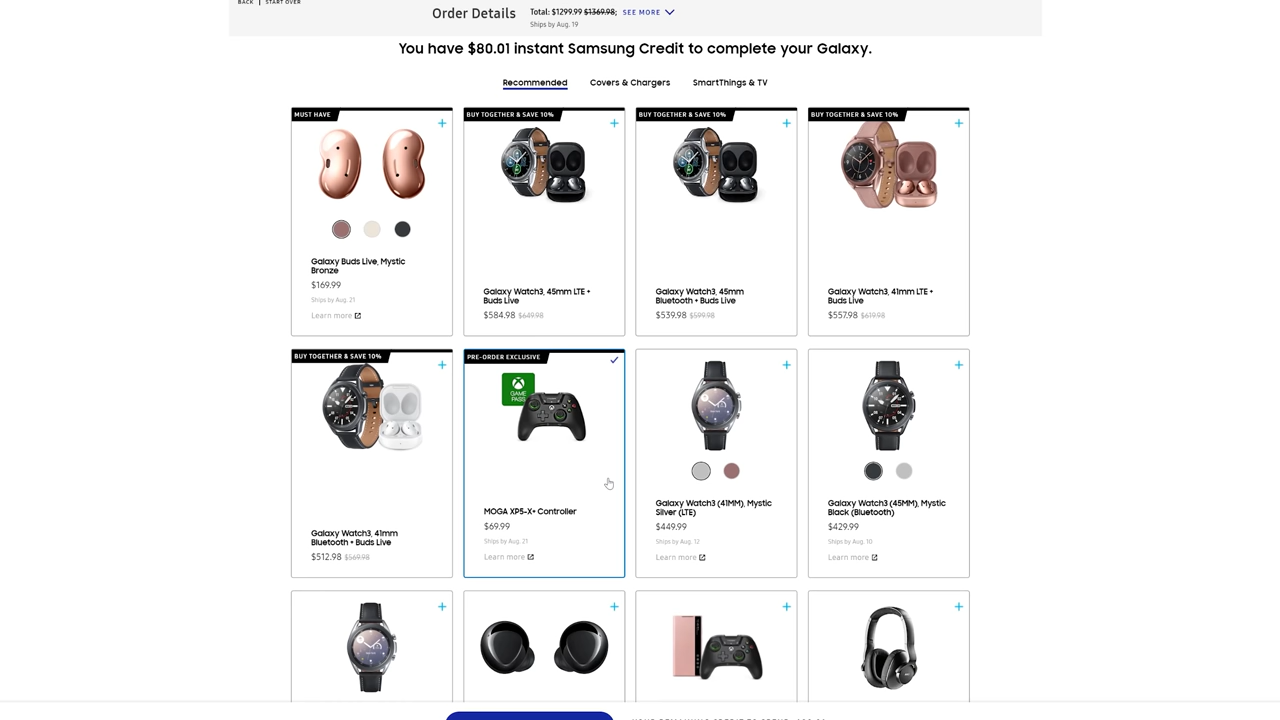 BACK | START OVER
Order Details
Total: $1299.99 $1369.98; SEE MORE
Ships by Aug. 19
You have $80.01 instant Samsung Credit to complete your Galaxy.
Recommended Covers & Chargers SmartThings & TV
MUST HAVE
Galaxy Buds Live, Mystic
Bronze
$169.99
Ships by Aug. 21
Learn more
BUY TOGETHER & SAVE 10%
Galaxy Watch3, 45mm LTE +
Buds Live
$584.98 $649.98
BUY TOGETHER & SAVE 10%
Galaxy Watch3, 45mm
Bluetooth + Buds Live
$539.98 $599.98
BUY TOGETHER & SAVE 10%
Galaxy Watch3, 41mm LTE +
Buds Live
$557.98 $619.98
BUY TOGETHER & SAVE 10%
Galaxy Watch3, 41mm
Bluetooth + Buds Live
$512.98 $569.98
PRE-ORDER EXCLUSIVE
XBOX
GAME
PASS
MOGA XP5-X+ Controller
$69.99
Ships by Aug. 21
Learn more
Galaxy Watch3 (41MM), Mystic
Silver (LTE)
$449.99
Ships by Aug. 12
Learn more
Galaxy Watch3 (45MM), Mystic
Black (Bluetooth)
$429.99
Ships by Aug. 10
Learn more